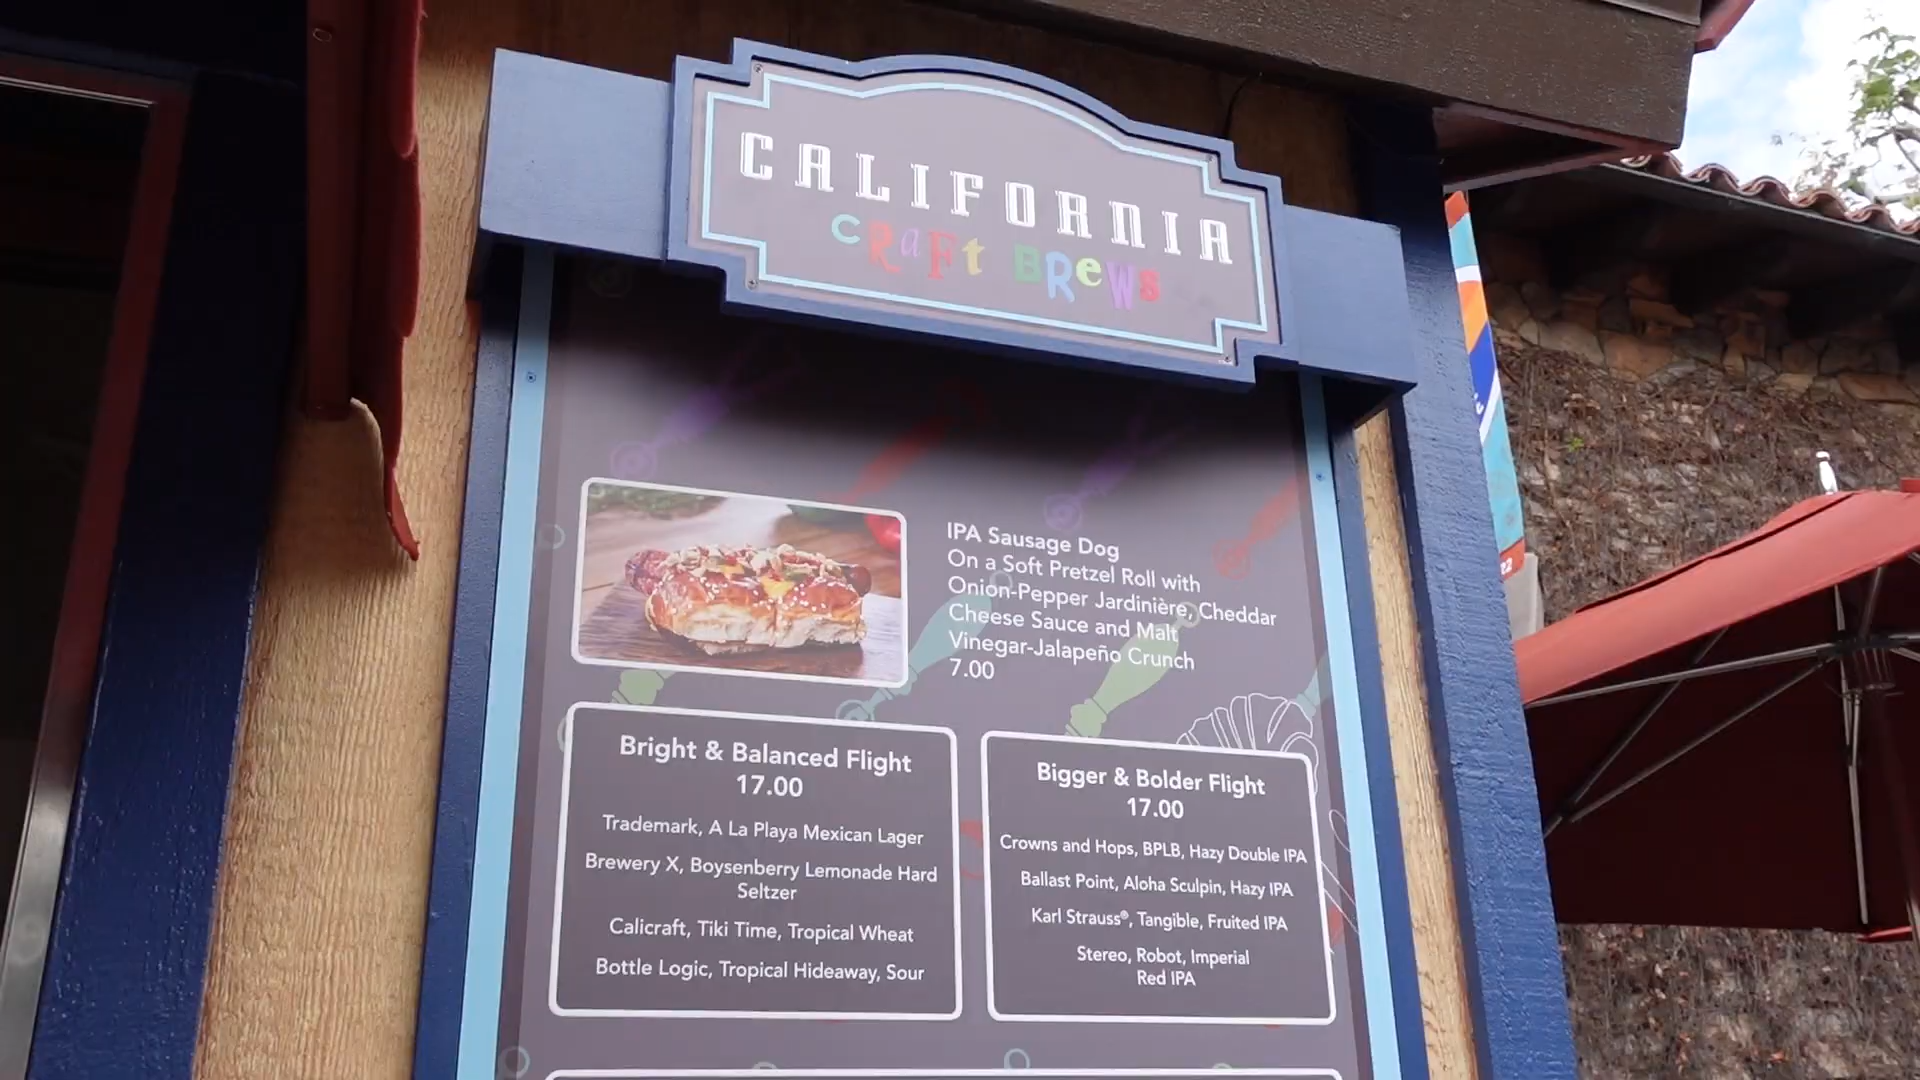 CALIFORNIA
CRaFt BReWs
IPA Sausage Dog
On a Soft Pretzel Roll with
Onion-Pepper Jardinière, Cheddar
Cheese Sauce and Malt
Vinegar-Jalapeño Crunch
7.00
Bright & Balanced Flight
17.00
Trademark, A La Playa Mexican Lager
Brewery X, Boysenberry Lemonade Hard
Seltzer
Calicraft, Tiki Time, Tropical Wheat
Bottle Logic, Tropical Hideaway, Sour
Bigger & Bolder Flight
17.00
Crowns and Hops, BPLB, Hazy Double IPA
Ballast Point, Aloha Sculpin, Hazy IPA
Karl Strauss®, Tangible, Fruited IPA
Stereo, Robot, Imperial
Red IPA